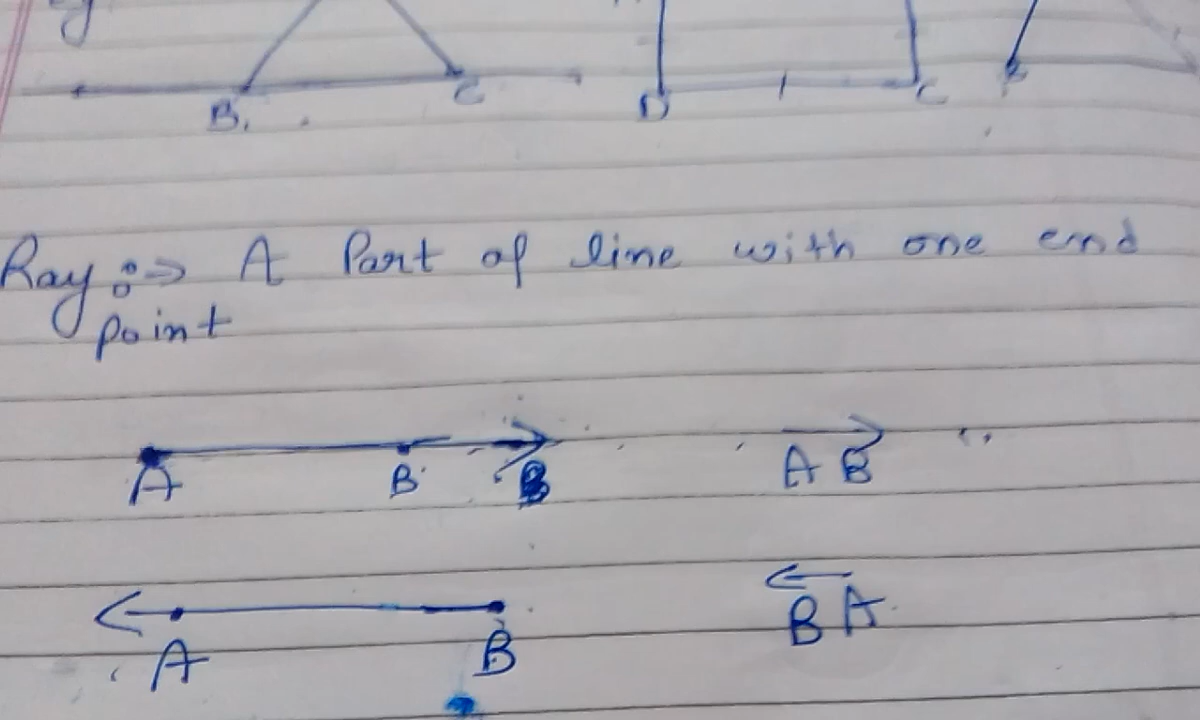 B. C D C
Ray :⇒ A Part of line with one end
point
A B AB
A B BA